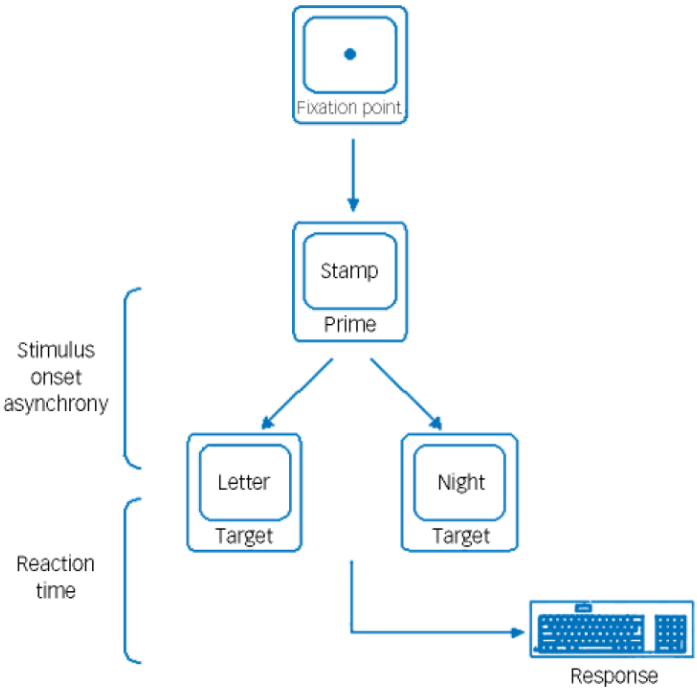 Fixation point
Stamp
Prime
Stimulus
onset
asynchrony
Letter
Target
Night
Target
Reaction
time
Response